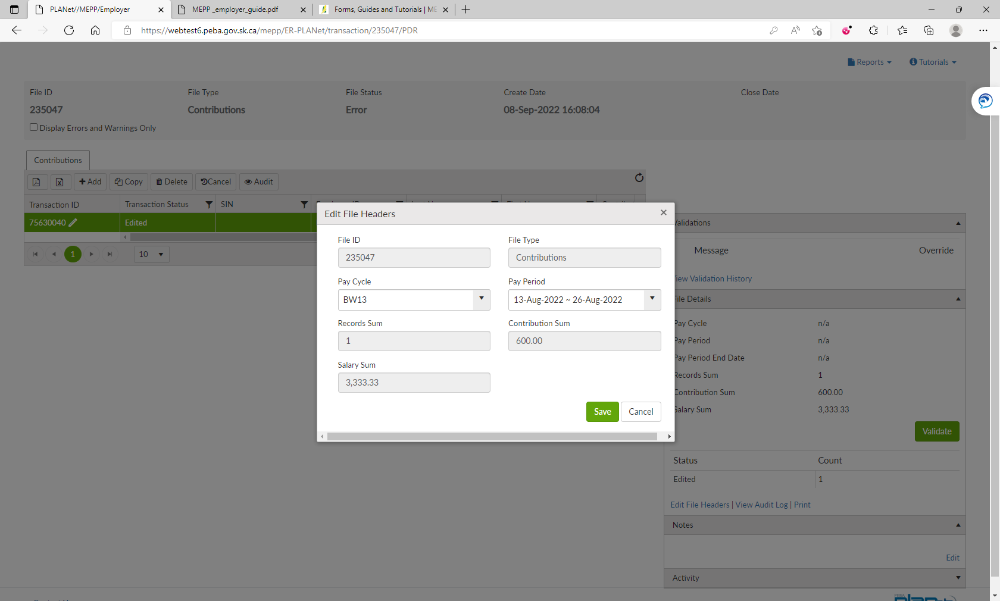 PLANet//MEPP/Employer
MEPP _employer_guide.pdf
Forms, Guides and Tutorials | ME
https://webtest6.peba.gov.sk.ca/mepp/ER-PLANet/transaction/235047/PDR
Reports
Tutorials
File ID
File Type
File Status
Create Date
Close Date
235047
Contributions
Error
08-Sep-2022 16:08:04
Display Errors and Warnings Only
Contributions
Add
Copy
Delete
Cancel
Audit
Transaction ID
Transaction Status
SIN
75630040
Edited
1
10
Edit File Headers
File ID
File Type
235047
Contributions
Pay Cycle
Pay Period
BW13
13-Aug-2022 ~ 26-Aug-2022
Records Sum
Contribution Sum
1
600.00
Salary Sum
3,333.33
Save
Cancel
Validations
Message
Override
iew Validation History
File Details
Pay Cycle
n/a
Pay Period
n/a
Pay Period End Date
n/a
Records Sum
1
Contribution Sum
600.00
Salary Sum
3,333.33
Validate
Status
Count
Edited
1
Edit File Headers | View Audit Log | Print
Notes
Edit
Activity
PEBA